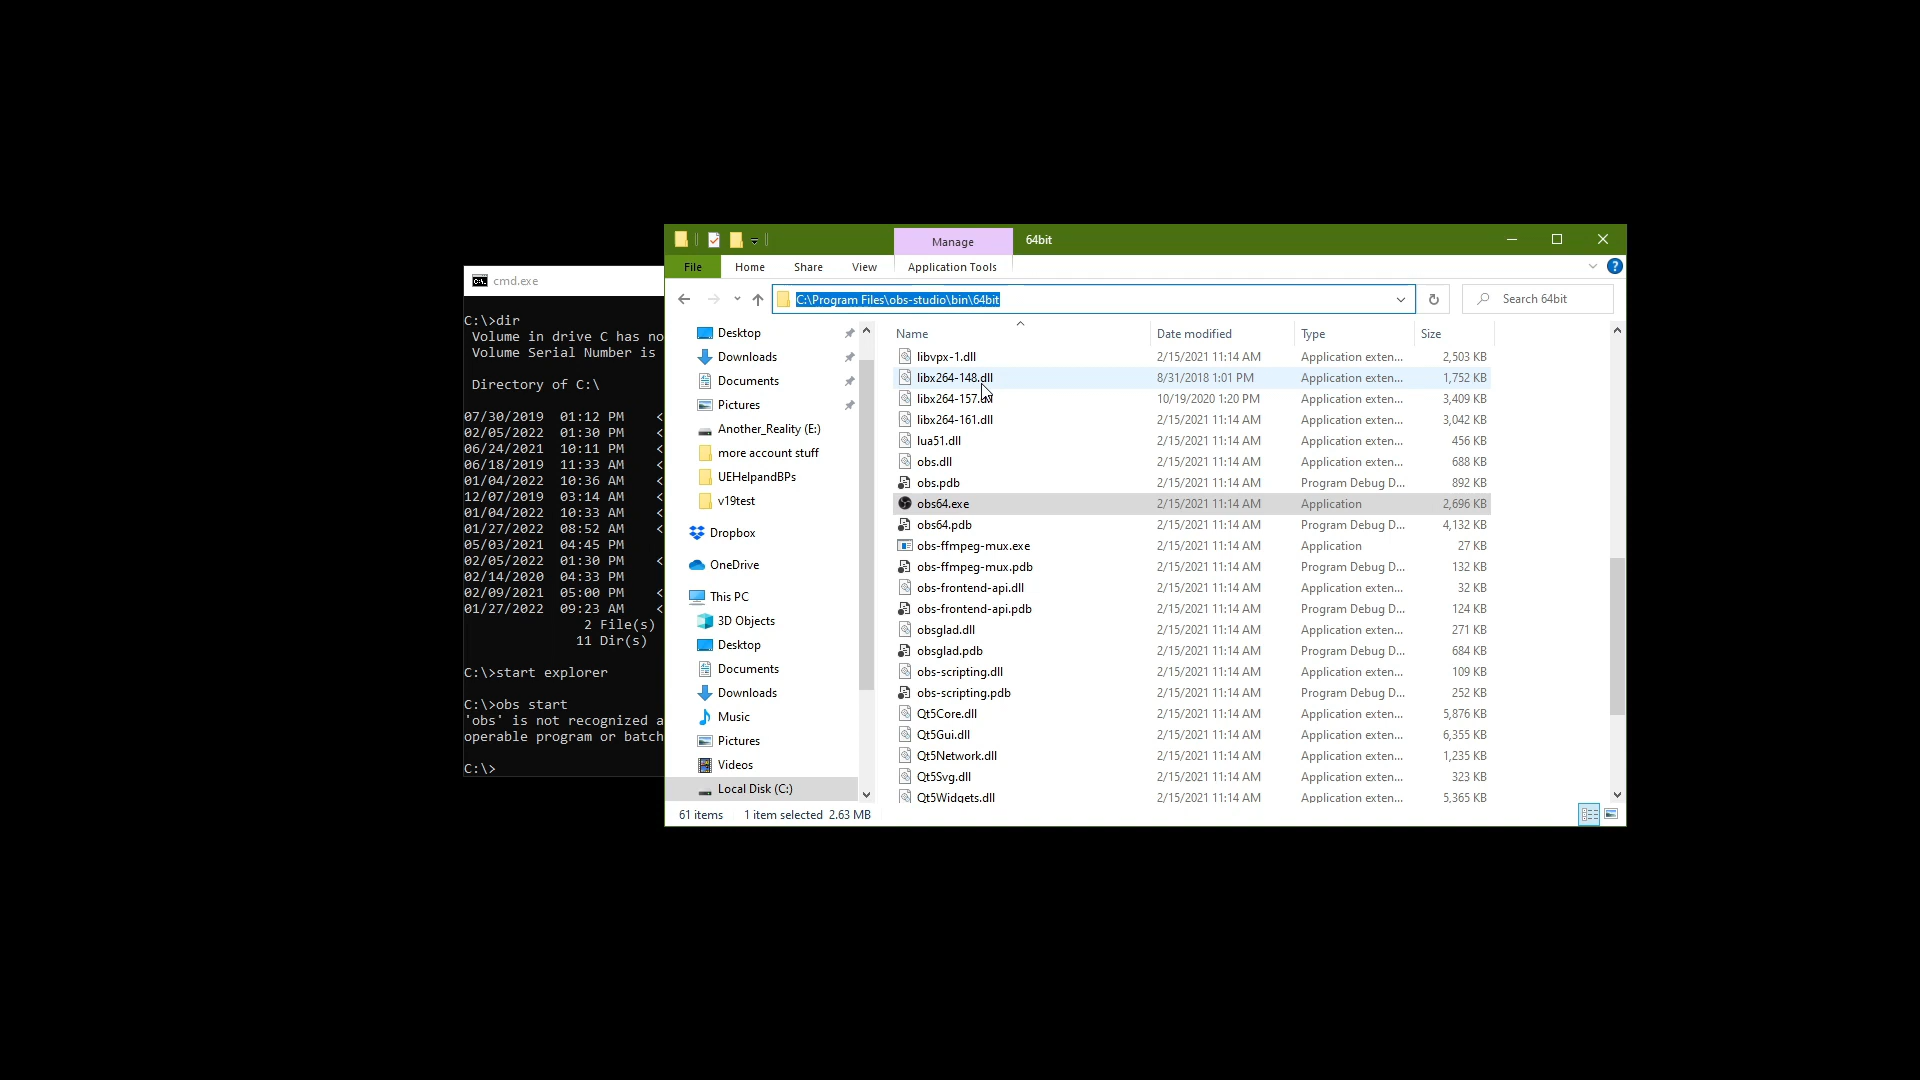 cmd.exe
C:\>dir
Volume in drive C has no
Volume Serial Number is
Directory of C:\
07/30/2019 01:12 PM <
02/05/2022 01:30 PM <
06/24/2021 10:11 PM <
06/18/2019 11:33 AM <
01/04/2022 10:36 AM <
12/07/2019 03:14 AM <
01/04/2022 10:33 AM <
01/27/2022 08:52 AM <
05/03/2021 04:45 PM
02/05/2022 01:30 PM <
02/14/2020 04:33 PM
02/09/2021 05:00 PM <
01/27/2022 09:23 AM <
2 File(s)
11 Dir(s)
C:\>start explorer
C:\>obs start
'obs' is not recognized a
operable program or batch
C:\>
Manage 64bit
File Home Share View Application Tools
C:\Program Files\obs-studio\bin\64bit Search 64bit
Desktop
Downloads
Documents
Pictures
Another_Reality (E:)
more account stuff
UEHelpandBPs
v19test
Dropbox
OneDrive
This PC
3D Objects
Desktop
Documents
Downloads
Music
Pictures
Videos
Local Disk (C:)
Name Date modified Type Size
libvpx-1.dll 2/15/2021 11:14 AM Application exten... 2,503 KB
libx264-148.dll 8/31/2018 1:01 PM Application exten... 1,752 KB
libx264-157.dll 10/19/2020 1:20 PM Application exten... 3,409 KB
libx264-161.dll 2/15/2021 11:14 AM Application exten... 3,042 KB
lua51.dll 2/15/2021 11:14 AM Application exten... 456 KB
obs.dll 2/15/2021 11:14 AM Application exten... 688 KB
obs.pdb 2/15/2021 11:14 AM Program Debug D... 892 KB
obs64.exe 2/15/2021 11:14 AM Application 2,696 KB
obs64.pdb 2/15/2021 11:14 AM Program Debug D... 4,132 KB
obs-ffmpeg-mux.exe 2/15/2021 11:14 AM Application 27 KB
obs-ffmpeg-mux.pdb 2/15/2021 11:14 AM Program Debug D... 132 KB
obs-frontend-api.dll 2/15/2021 11:14 AM Application exten... 32 KB
obs-frontend-api.pdb 2/15/2021 11:14 AM Program Debug D... 124 KB
obsglad.dll 2/15/2021 11:14 AM Application exten... 271 KB
obsglad.pdb 2/15/2021 11:14 AM Program Debug D... 684 KB
obs-scripting.dll 2/15/2021 11:14 AM Application exten... 109 KB
obs-scripting.pdb 2/15/2021 11:14 AM Program Debug D... 252 KB
Qt5Core.dll 2/15/2021 11:14 AM Application exten... 5,876 KB
Qt5Gui.dll 2/15/2021 11:14 AM Application exten... 6,355 KB
Qt5Network.dll 2/15/2021 11:14 AM Application exten... 1,235 KB
Qt5Svg.dll 2/15/2021 11:14 AM Application exten... 323 KB
Qt5Widgets.dll 2/15/2021 11:14 AM Application exten... 5,365 KB
61 items 1 item selected 2.63 MB